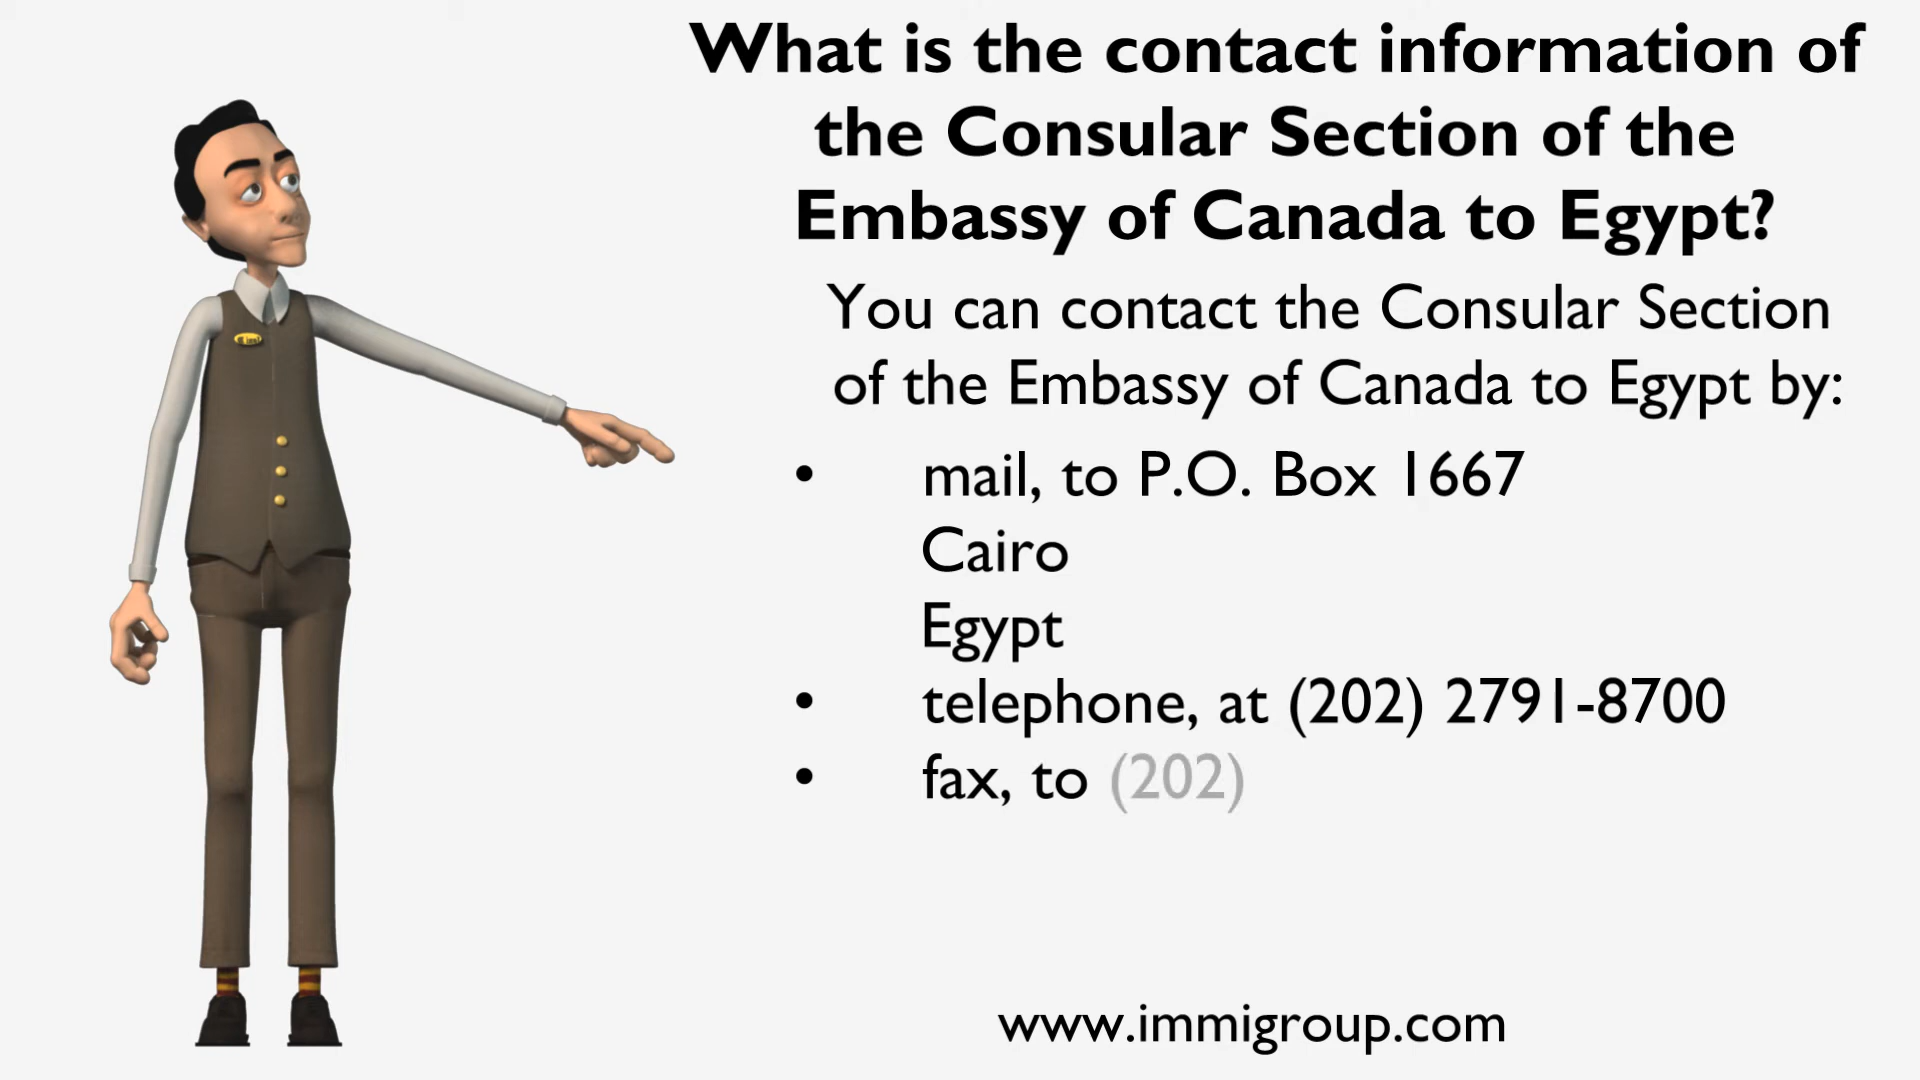 What is the contact information of
the Consular Section of the
Embassy of Canada to Egypt?
You can contact the Consular Section
of the Embassy of Canada to Egypt by:
• mail, to P.O. Box 1667
Cairo
Egypt
• telephone, at (202) 2791-8700
• fax, to (202)
www.immigroup.com